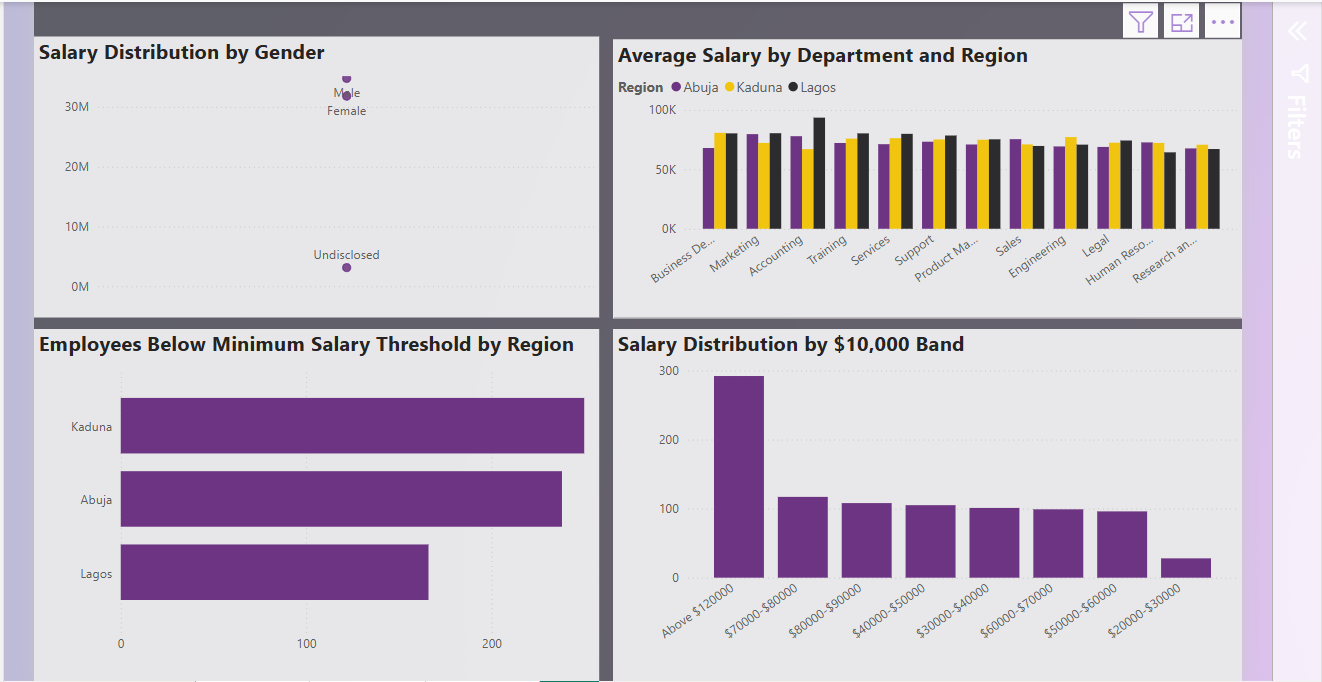 Salary Distribution by Gender
30M
20M
10M
0M
Male
Female
Undisclosed
Average Salary by Department and Region
Region Abuja Kaduna Lagos
100K
50K
0K
Business De...
Marketing
Accounting
Training
Services
Support
Product Ma...
Sales
Engineering
Legal
Human Reso...
Research an...
Employees Below Minimum Salary Threshold by Region
Kaduna
Abuja
Lagos
0 100 200
Salary Distribution by $10,000 Band
300
200
100
0
Above $120000
$70000-$80000
$80000-$90000
$40000-$50000
$30000-$40000
$60000-$70000
$50000-$60000
$20000-$30000
Filters